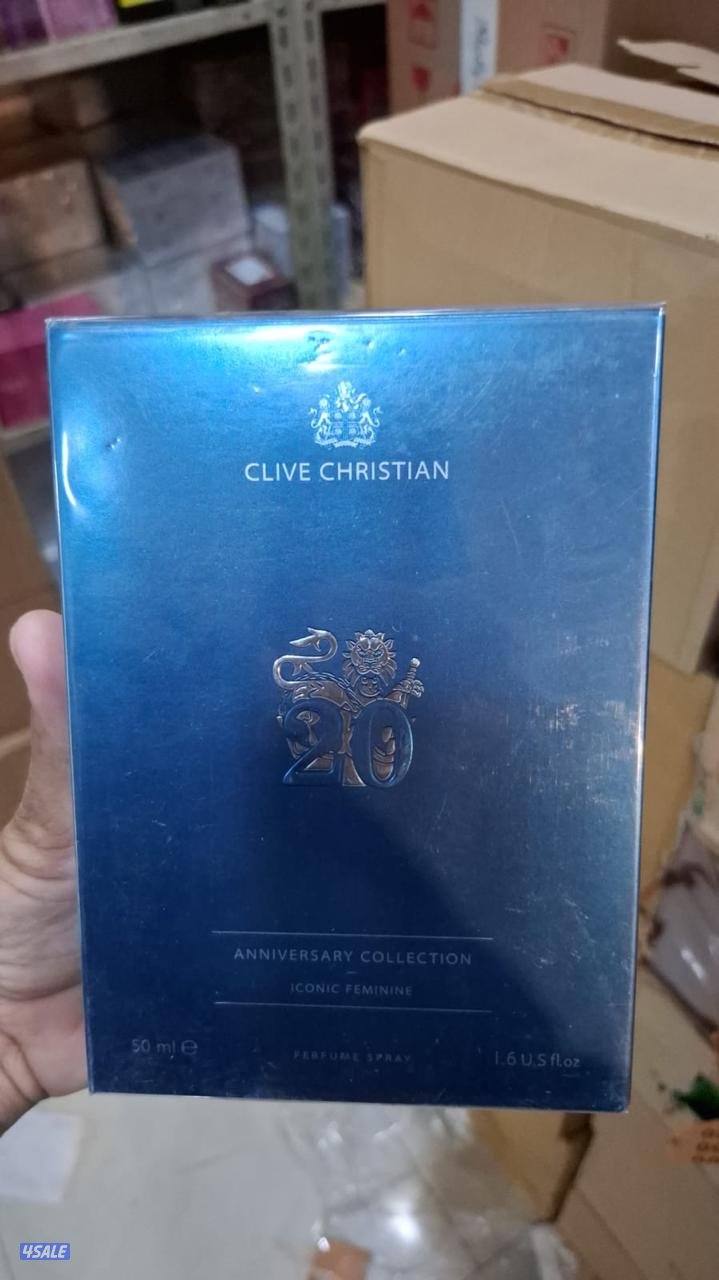 CLIVE CHRISTIAN
20
ANNIVERSARY COLLECTION
ICONIC FEMININE
50 ml ℮
PERFUME SPRAY
1.6 U.S fl.oz
4SALE